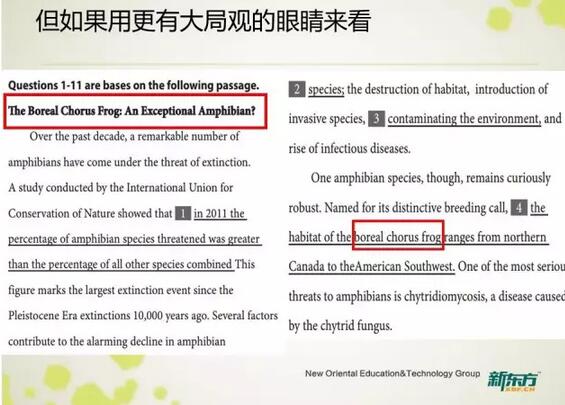 但如果用更有大局观的眼睛来看
Questions 1-11 are bases on the following passage.
The Boreal Chorus Frog: An Exceptional Amphibian?
Over the past decade, a remarkable number of
amphibians have come under the threat of extinction.
A study conducted by the International Union for
Conservation of Nature showed that 1 in 2011 the
percentage of amphibian species threatened was greater
than the percentage of all other species combined This
figure marks the largest extinction event since the
Pleistocene Era extinctions 10,000 years ago. Several factors
contribute to the alarming decline in amphibian
2 species; the destruction of habitat, introduction of
invasive species, 3 contaminating the environment, and
rise of infectious diseases.
One amphibian species, though, remains curiously
robust. Named for its distinctive breeding call, 4 the
habitat of the boreal chorus frog ranges from northern
Canada to theAmerican Southwest. One of the most seriou
threats to amphibians is chytridiomycosis, a disease caused
by the chytrid fungus.
New Oriental Education&Technology Group
新东方
XDF.CN